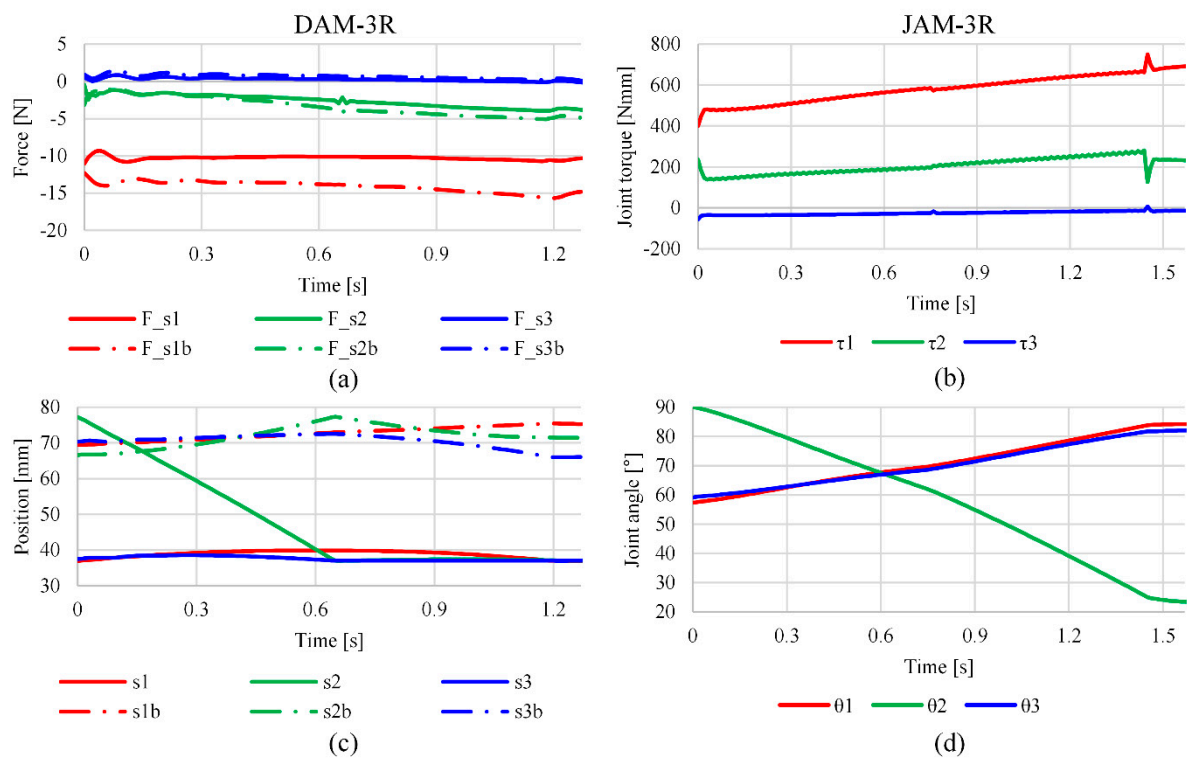 DAM-3R
JAM-3R
Force [N]
5
0
-5
-10
-15
-20
0 0.3 0.6 0.9 1.2
Time [s]
F_s1 F_s2 F_s3
F_s1b F_s2b F_s3b
(a)
Joint torque [Nmm]
800
600
400
200
0
-200
0 0.3 0.6 0.9 1.2 1.5
Time [s]
τ1 τ2 τ3
(b)
Position [mm]
80
70
60
50
40
30
0 0.3 0.6 0.9 1.2
Time [s]
s1 s2 s3
s1b s2b s3b
(c)
Joint angle [°]
90
80
70
60
50
40
30
20
0 0.3 0.6 0.9 1.2 1.5
Time [s]
θ1 θ2 θ3
(d)